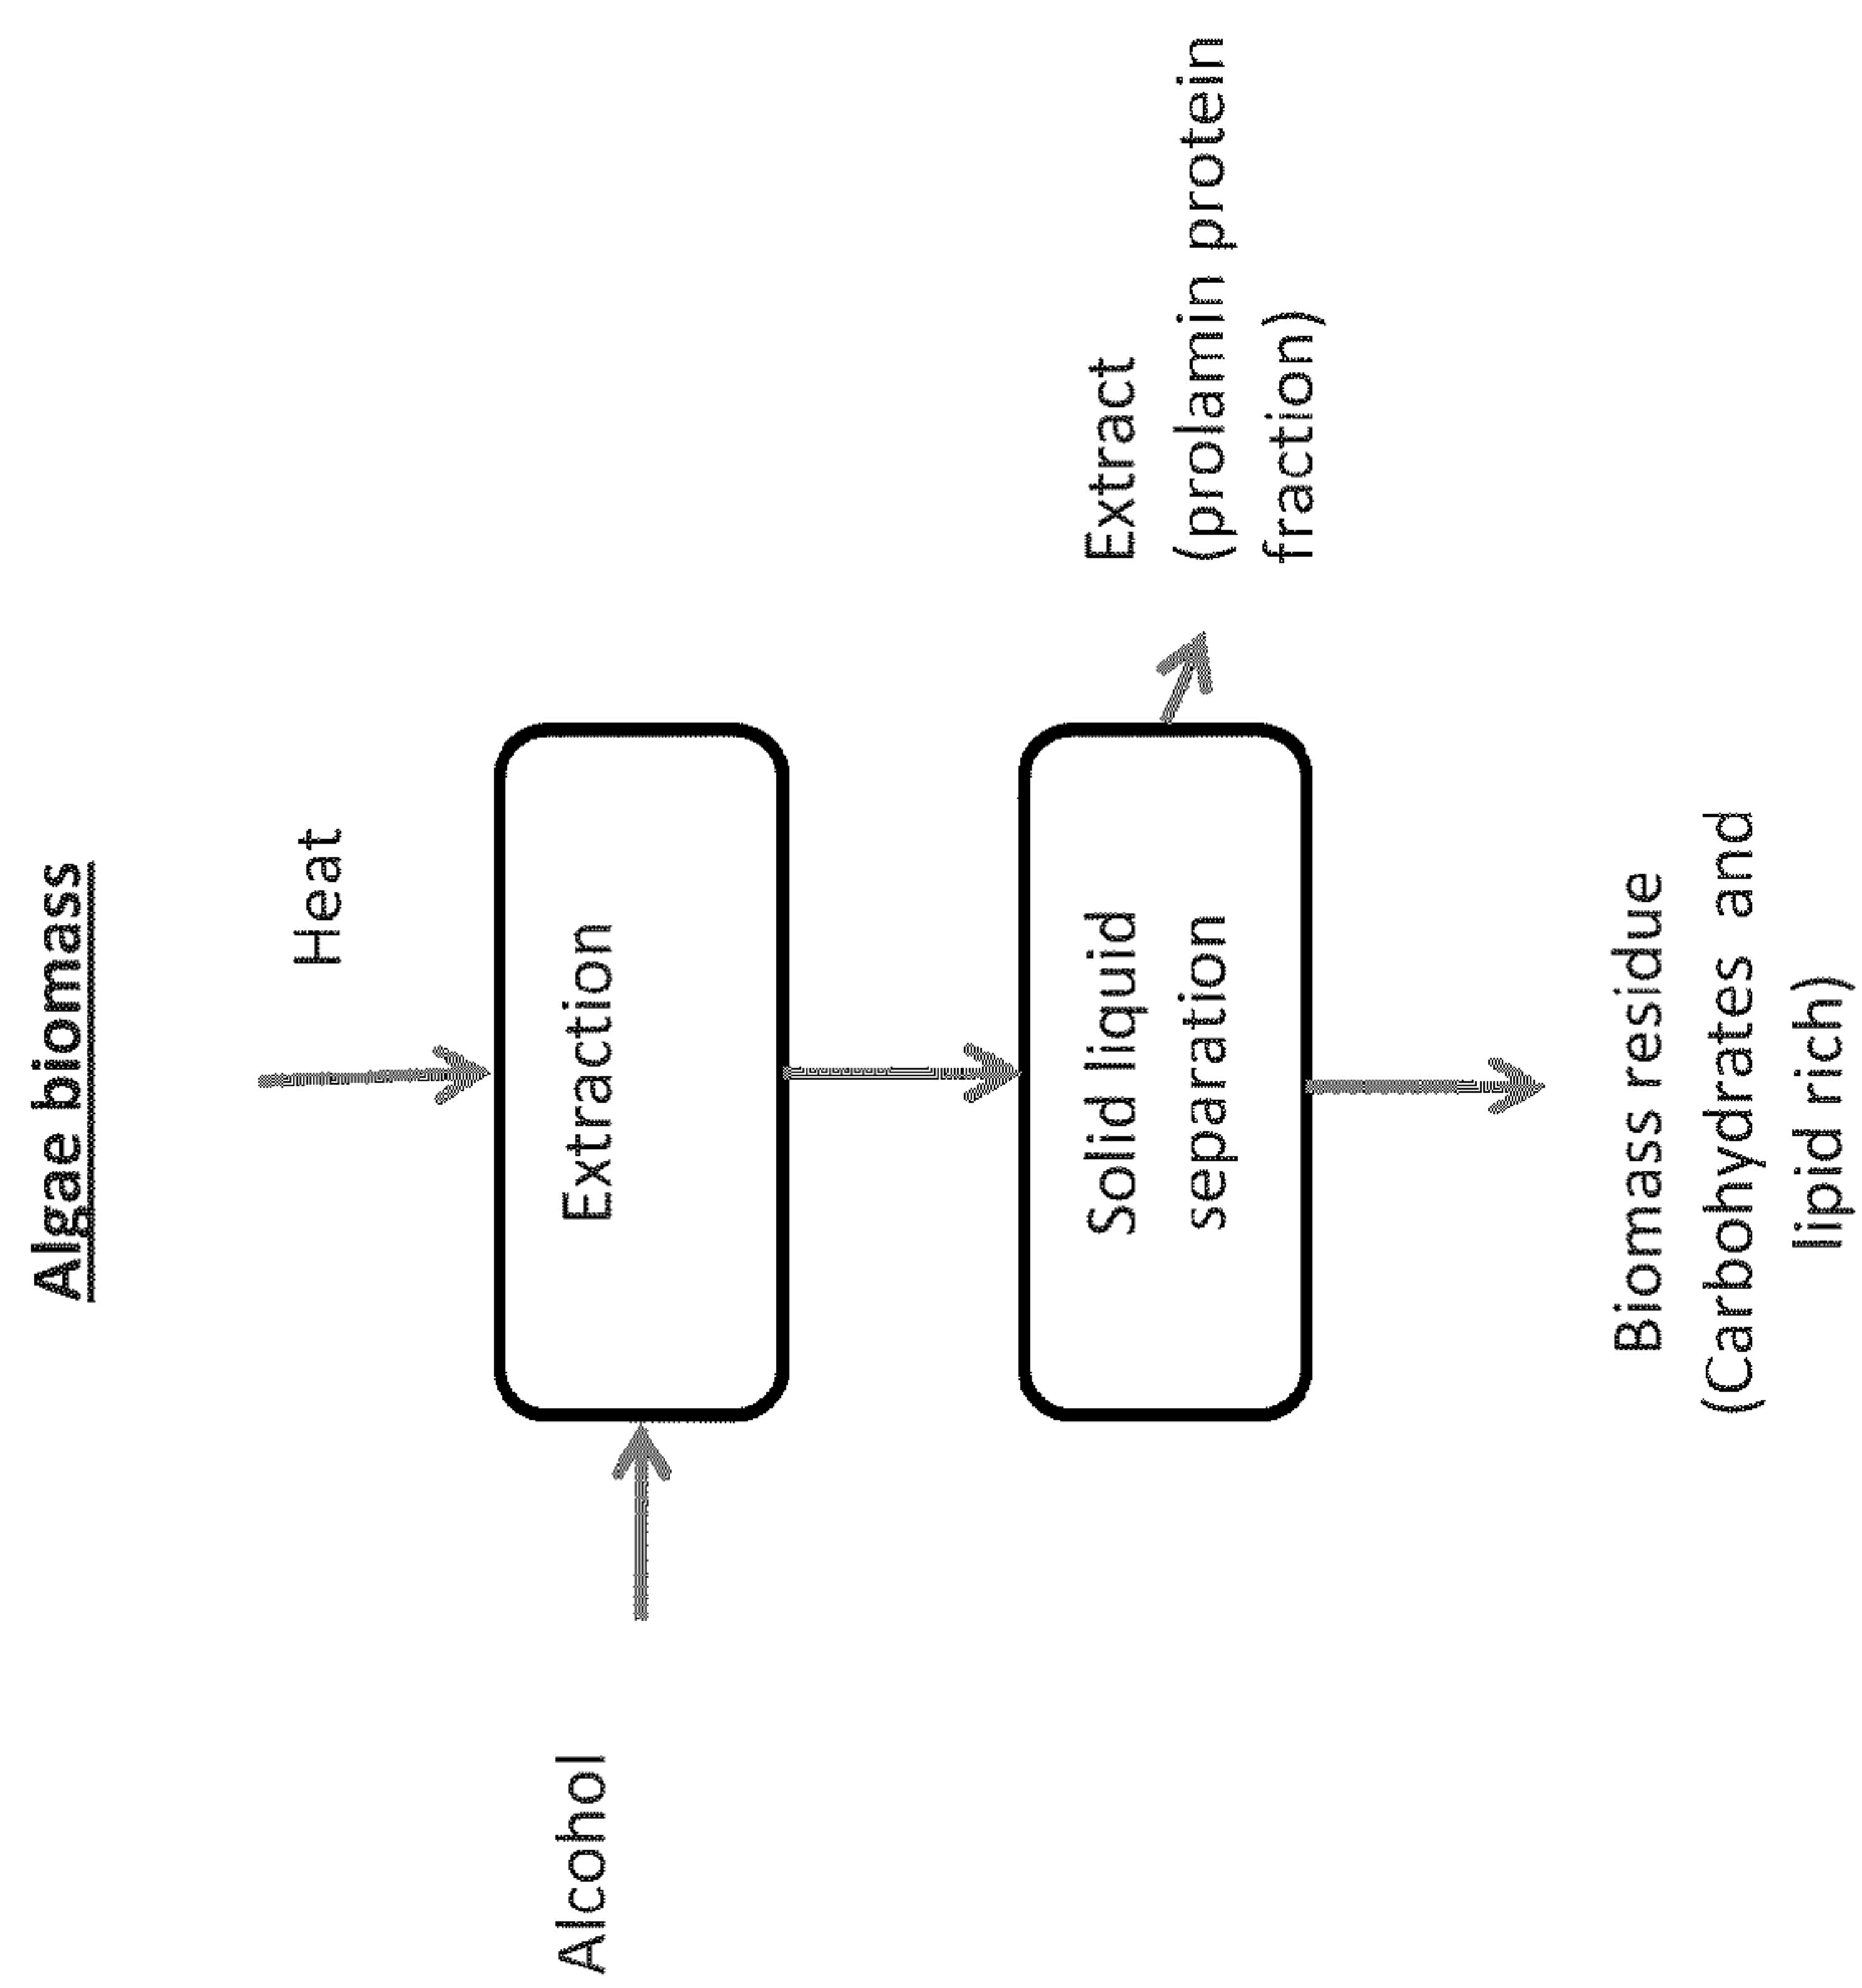 Algae biomass
Heat
Alcohol
Extraction
Solid liquid
separation
Extract
(prolamin protein
fraction)
Biomass residue
(Carbohydrates and
lipid rich)